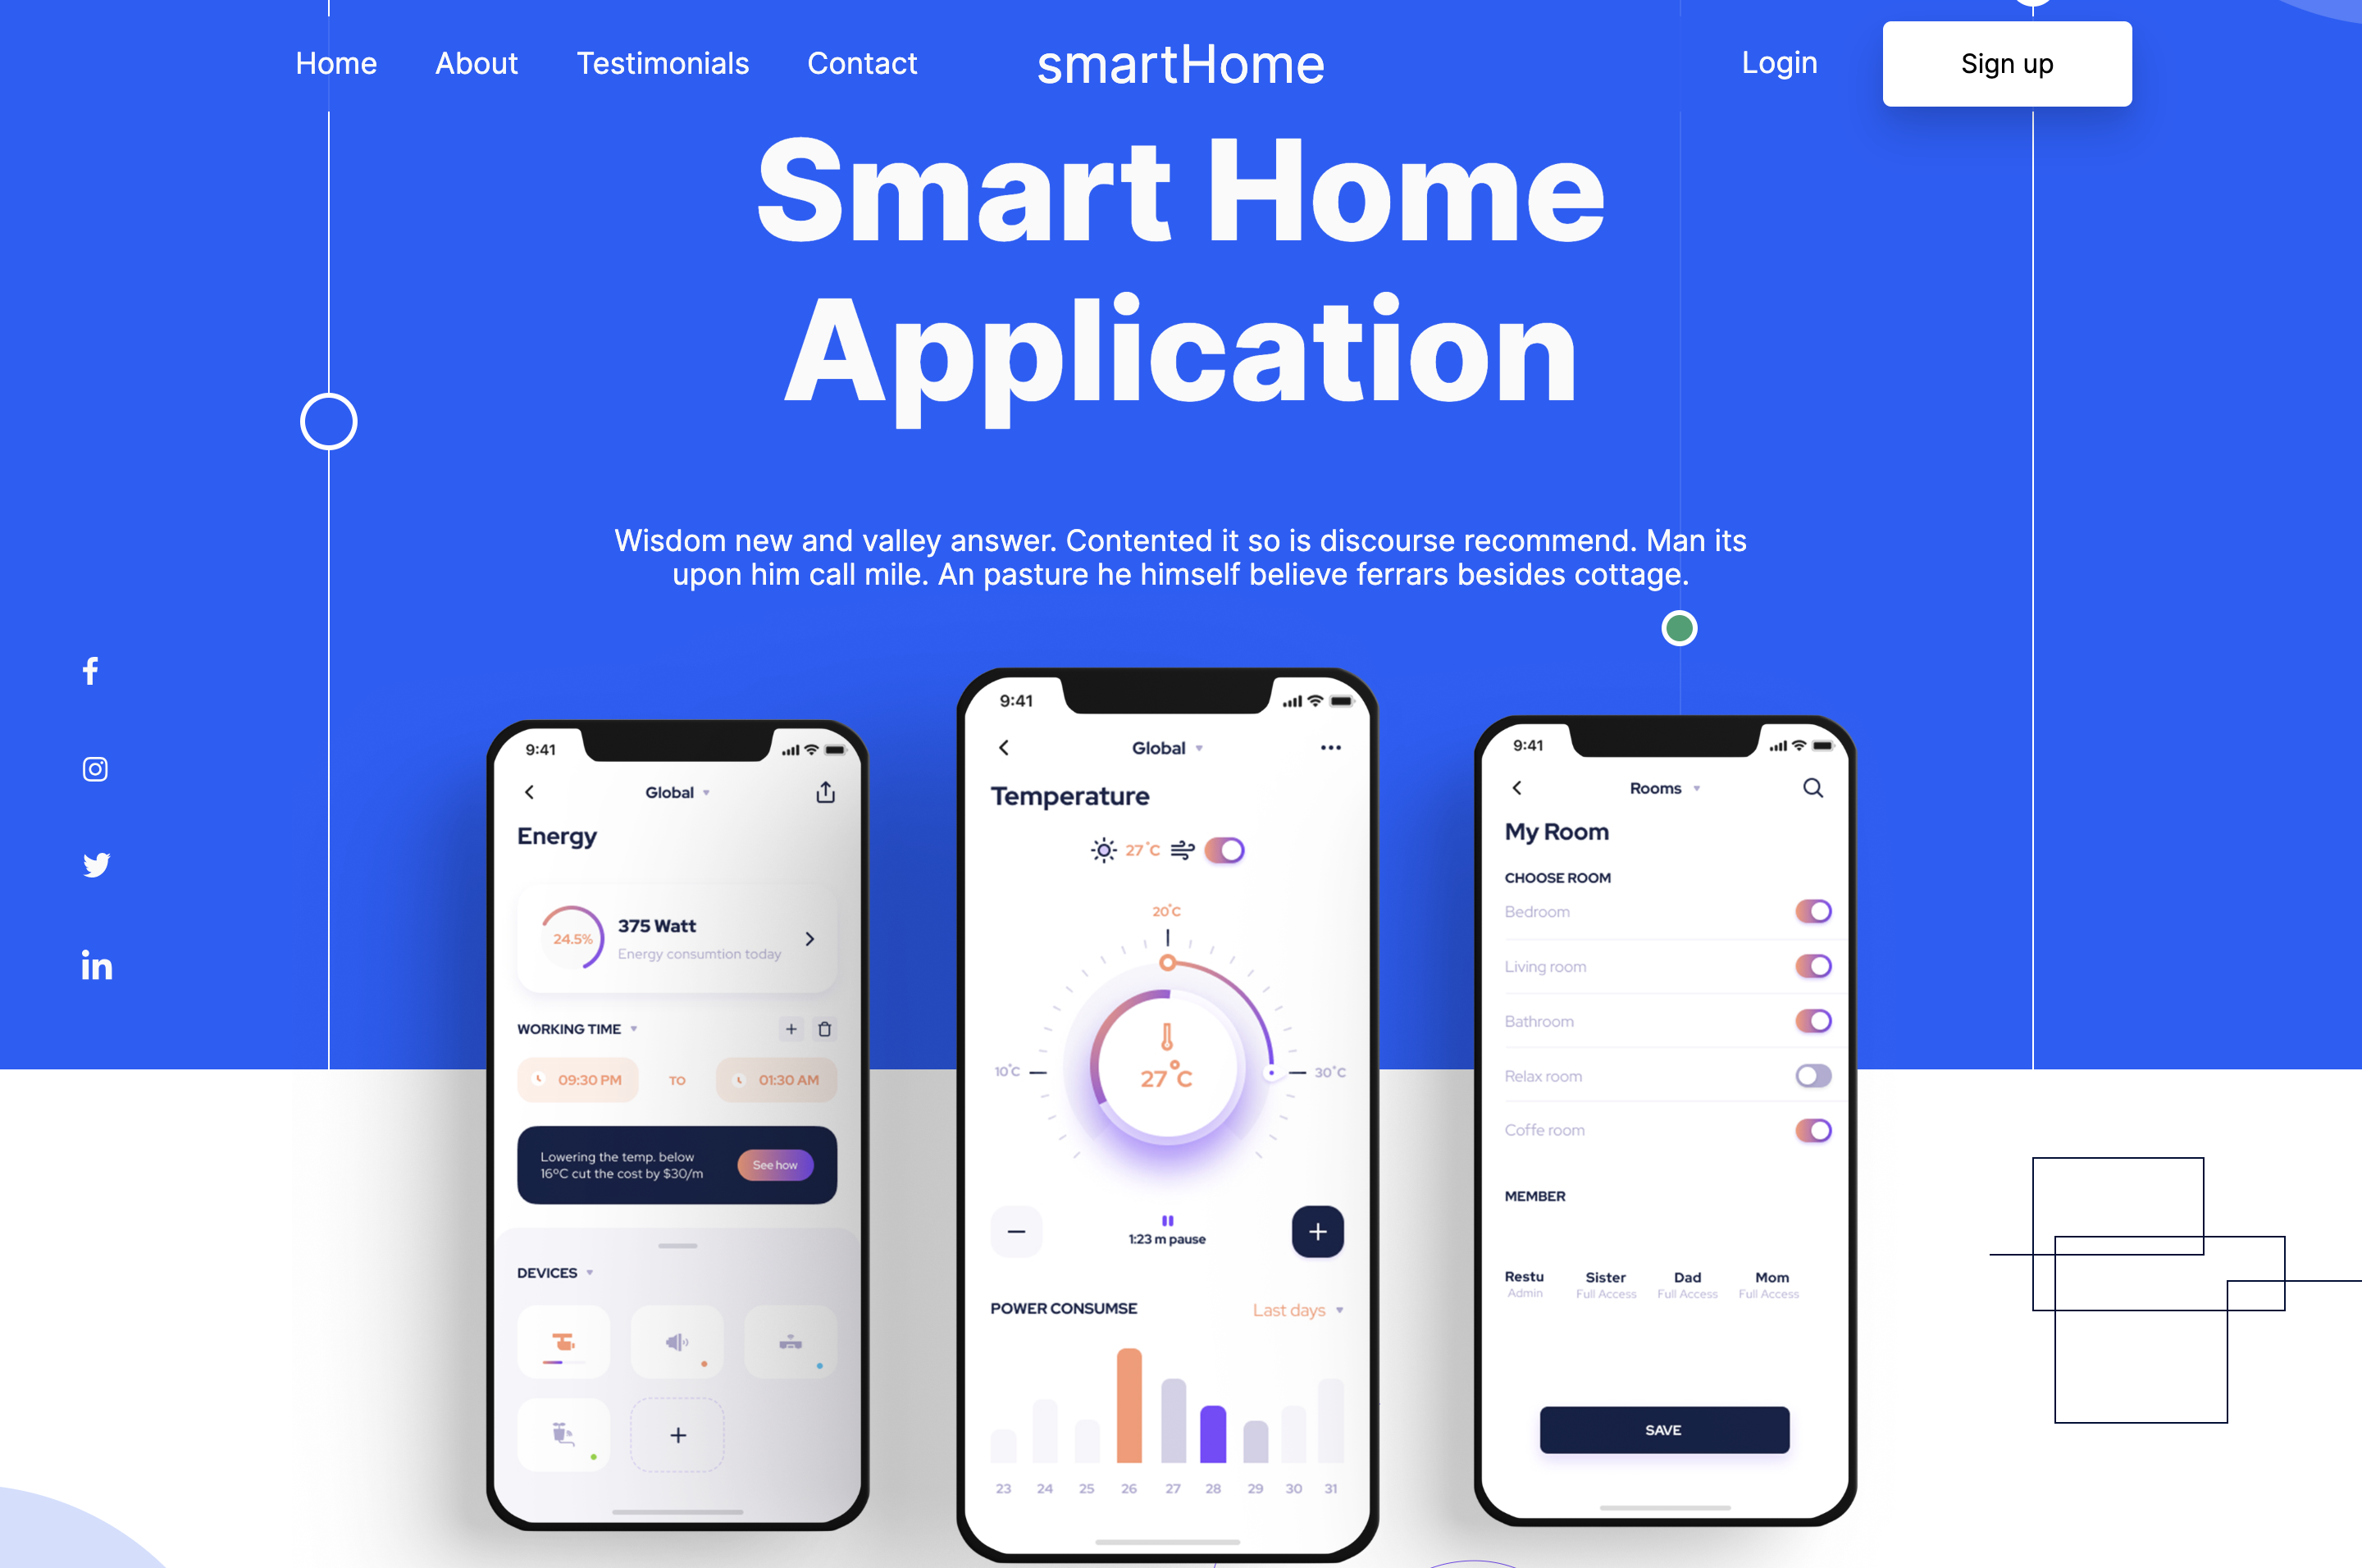 Home About Testimonials Contact smartHome Login Sign up
Smart Home
Application
Wisdom new and valley answer. Contented it so is discourse recommend. Man its
upon him call mile. An pasture he himself believe ferrars besides cottage.
9:41
Global
Energy
24.5%
375 Watt
Energy consumtion today
WORKING TIME
09:30 PM TO 01:30 AM
Lowering the temp. below
16ºC cut the cost by $30/m
See how
DEVICES
9:41
Global
Temperature
27°C
20°C
10°C
30°C
27°C
1:23 m pause
POWER CONSUMSE
Last days
23 24 25 26 27 28 29 30 31
9:41
Rooms
My Room
CHOOSE ROOM
Bedroom
Living room
Bathroom
Relax room
Coffe room
MEMBER
Restu Sister Dad Mom
Admin Full Access Full Access Full Access
SAVE